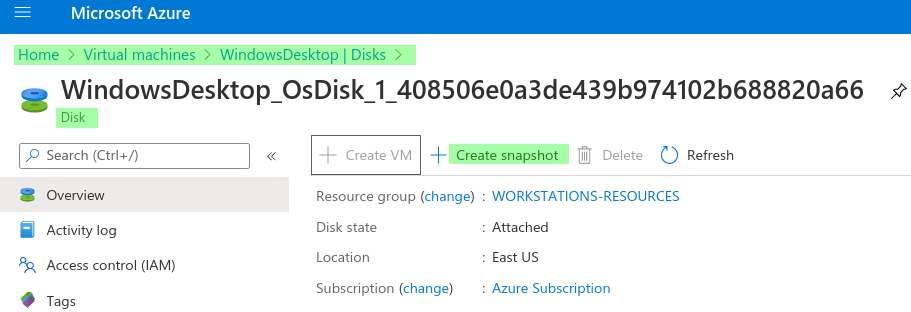 Microsoft Azure
Home > Virtual machines > WindowsDesktop | Disks >
WindowsDesktop_OsDisk_1_408506e0a3de439b974102b688820a66
Disk
Search (Ctrl+/)
«
Create VM
Create snapshot
Delete
Refresh
Overview
Activity log
Access control (IAM)
Tags
Resource group (change) : WORKSTATIONS-RESOURCES
Disk state : Attached
Location : East US
Subscription (change) : Azure Subscription